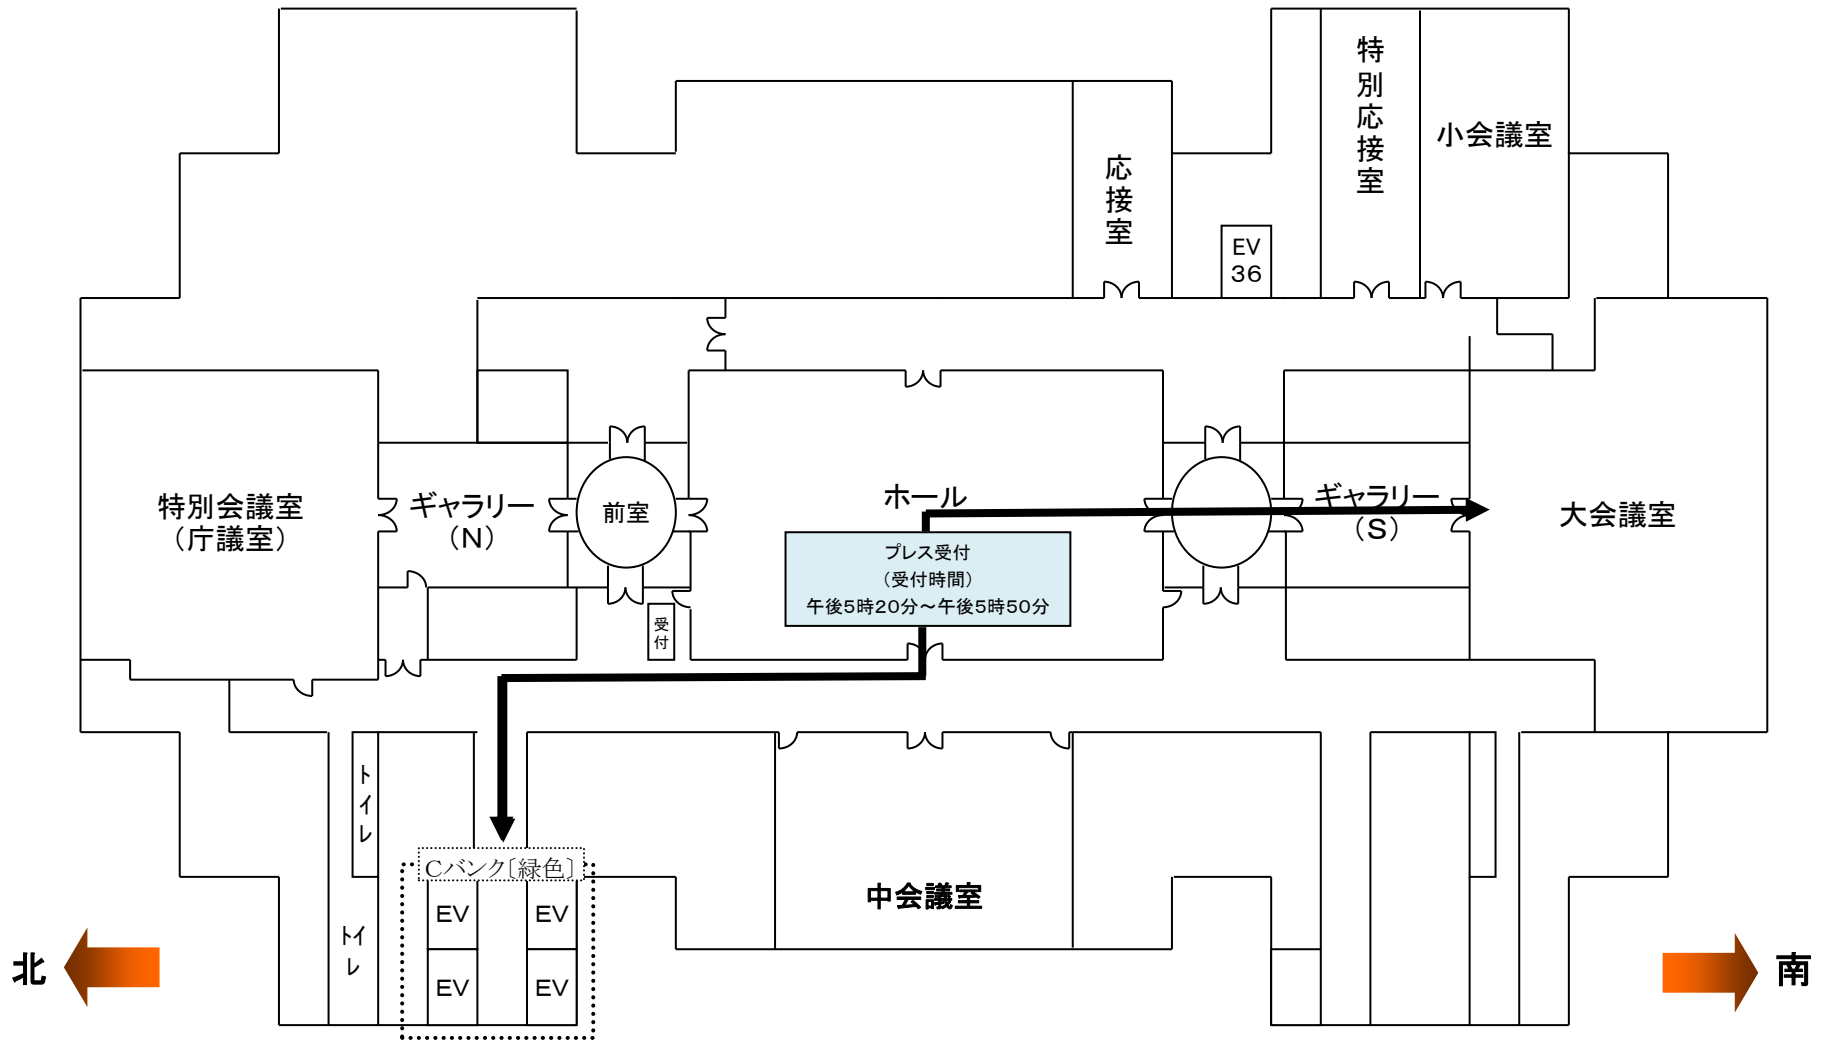 特別応接室
小会議室
応接室
EV
36
特別会議室
（庁議室）
ギャラリー
（N）
前室
ホール
ギャラリー
（S）
大会議室
プレス受付
（受付時間）
午後5時20分～午後5時50分
受付
トイレ
Cバンク〔緑色〕
EV
EV
EV
EV
トイ
レ
中会議室
北
南